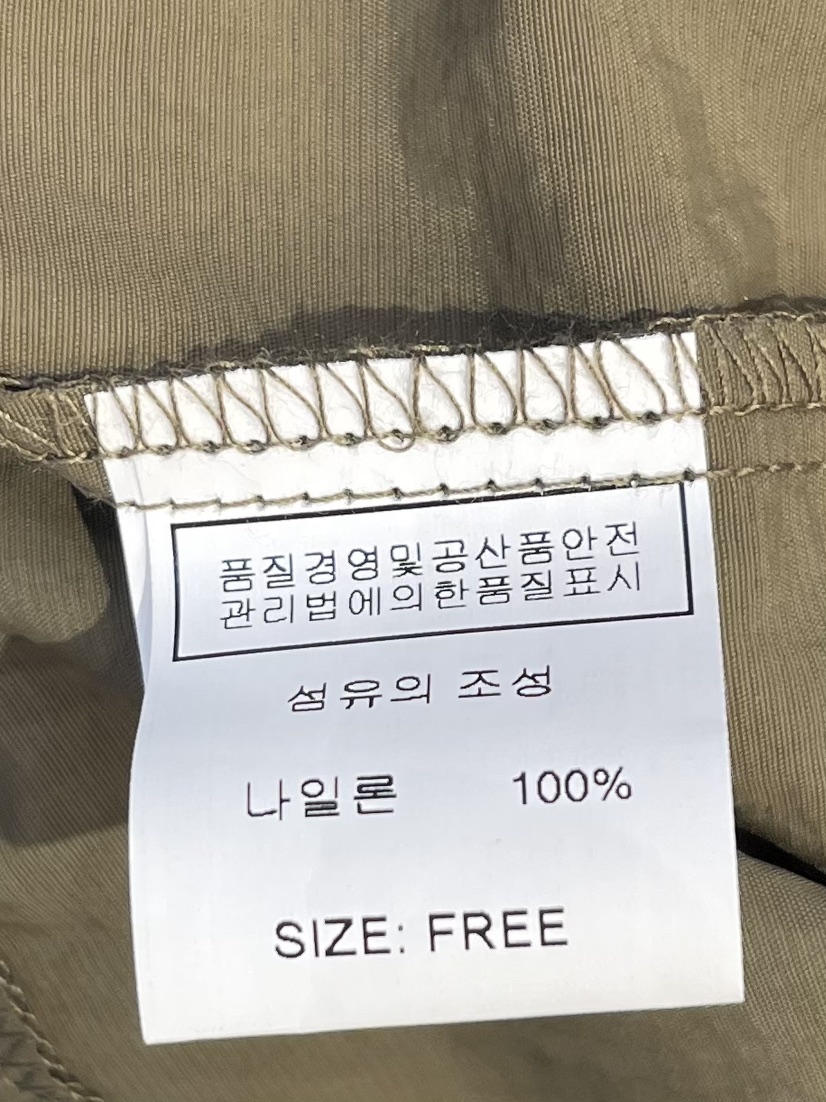 품질경영및공산품안전
관리법에의한품질표시
섬유의 조성
나일론 100%
SIZE: FREE